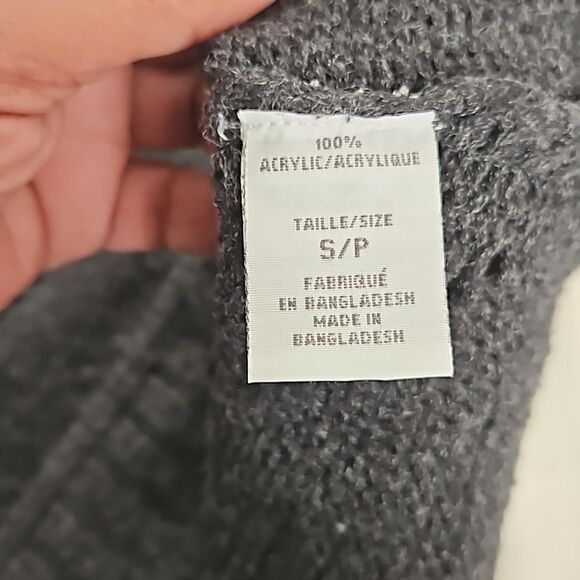 100%
ACRYLIC/ACRYLIQUE
TAILLE/SIZE
S/P
FABRIQUÉ
EN BANGLADESH
MADE IN
BANGLADESH